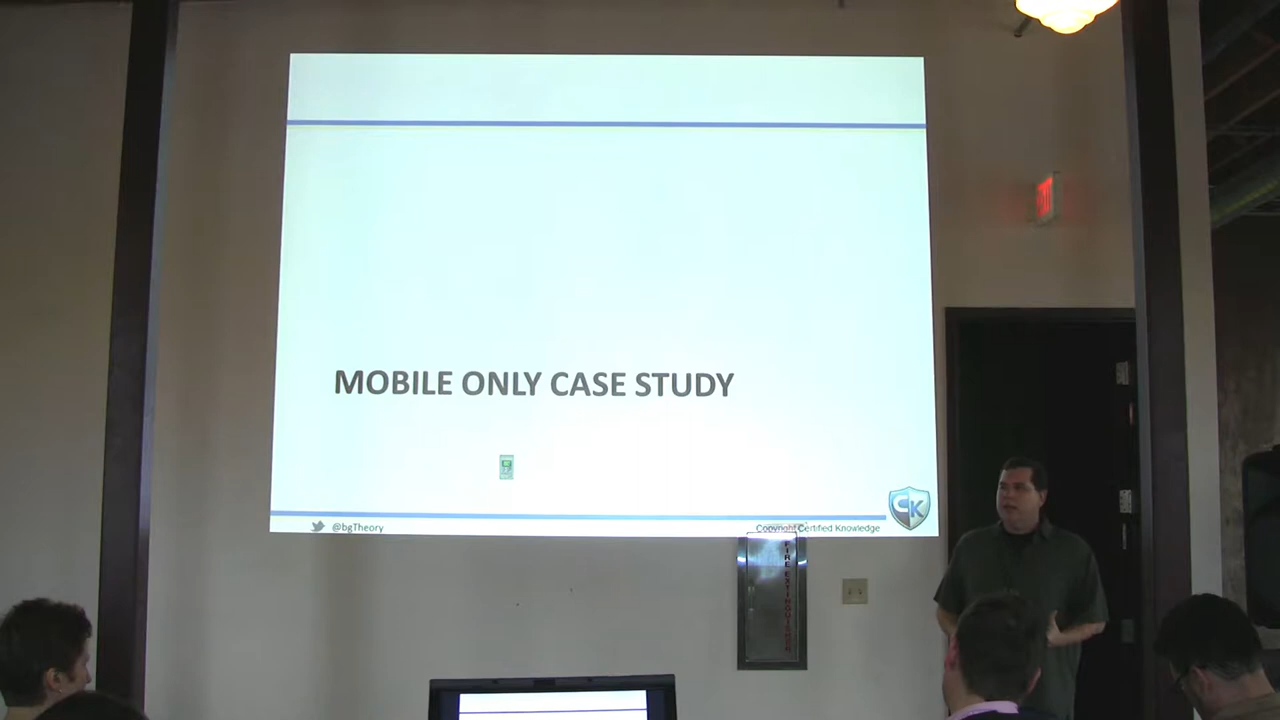 MOBILE ONLY CASE STUDY
@bgTheory
Copyright Certified Knowledge
CK
FIRE EXTINGUISHER